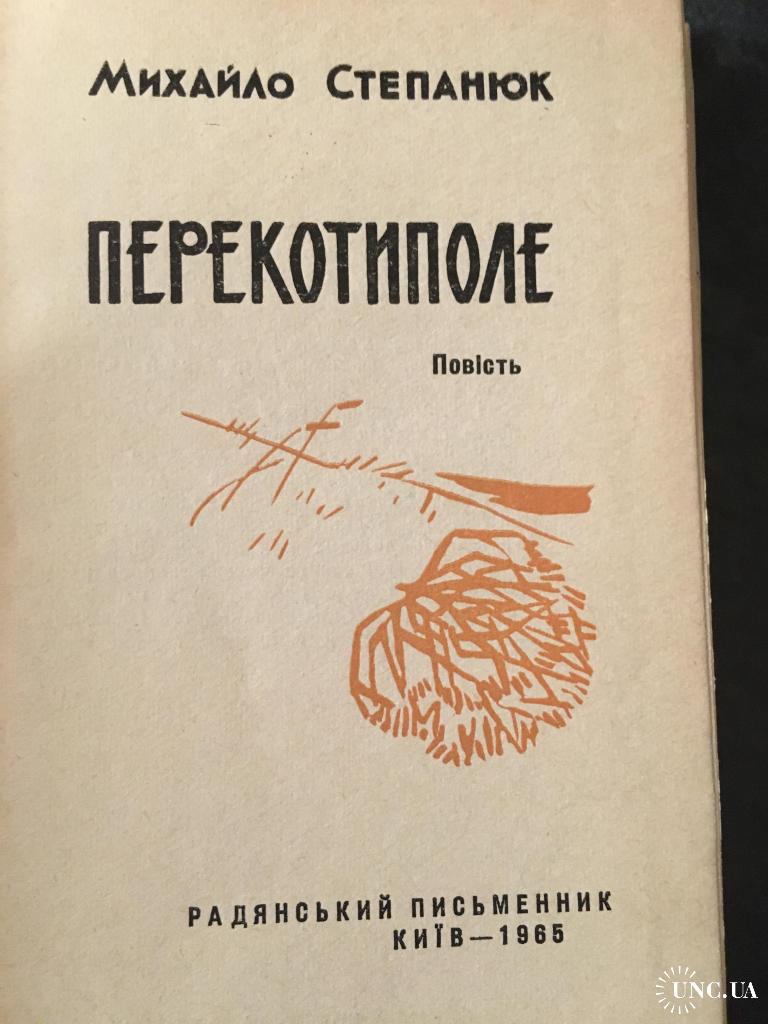 Михайло Степанюк
ПЕРЕКОТИПОЛЕ
Повість
РАДЯНСЬКИЙ ПИСЬМЕННИК
КИЇВ—1965
UNC.UA